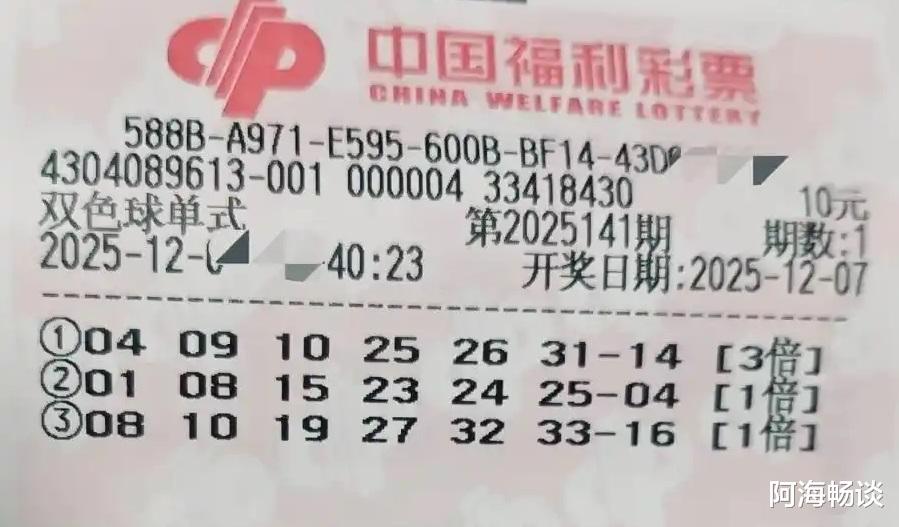 中国福利彩票
CHINA WELFARE LOTTERY
588B-A971-E595-600B-BF14-43D
4304089613-001 000004 33418430 10元
双色球单式 第2025141期 期数:1
2025-12- 40:23 开奖日期:2025-12-07
①04 09 10 25 26 31-14 [3倍]
②01 08 15 23 24 25-04 [1倍]
③08 10 19 27 32 33-16 [1倍]
阿海畅谈